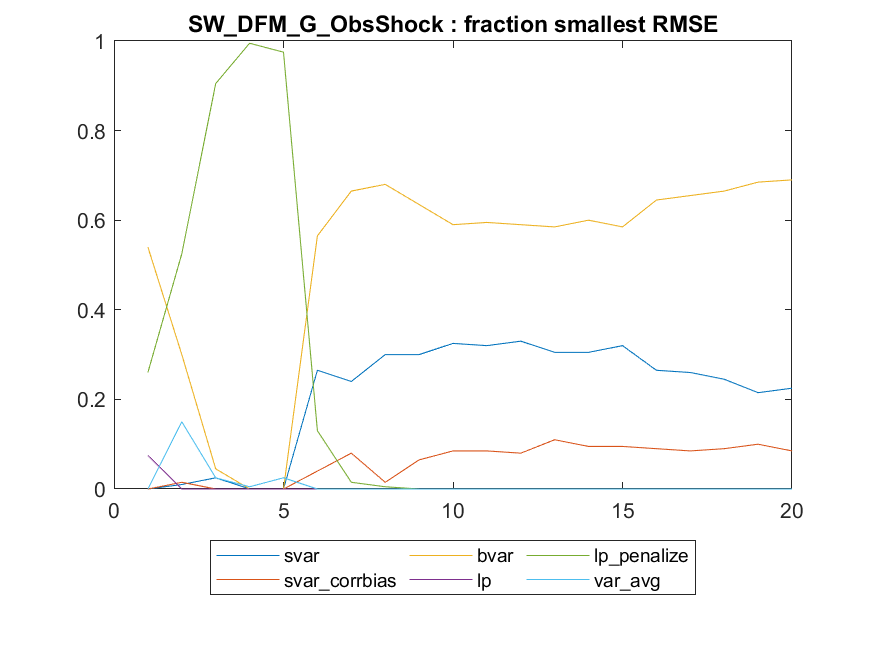 SW_DFM_G_ObsShock : fraction smallest RMSE
1
0.8
0.6
0.4
0.2
0
0 5 10 15 20
svar bvar lp_penalize
svar_corrbias lp var_avg